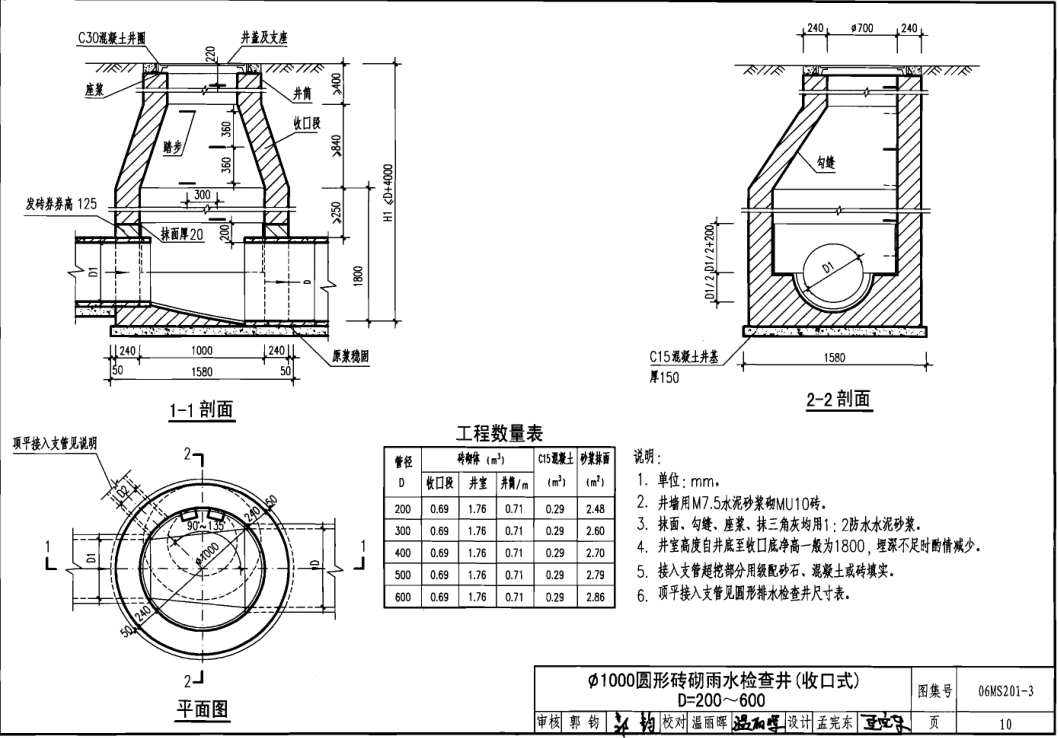 C30混凝土井圈
井盖及支座
220
座浆
井筒
≥400
收口段
踏步
360
360
≥840
300
发砖券券高 125
抹面厚20
200
≥250
H1 ≤D+4000
1800
D1
D
原浆稳固
240
1000
240
50
1580
50
1-1 剖面
240
ø700
240
勾缝
D1/2
D1/2+200
D1
C15混凝土井基
厚150
1580
2-2 剖面
顶平接入支管见说明
2
D2
90°~135°
240
50
1
1
D1
ø1000
D
240
50
2
平面图
工程数量表
管径 D 砖砌体 (m³) C15混凝土 (m³) 砂浆抹面 (m²)
收口段 井室 井筒/m
200 0.69 1.76 0.71 0.29 2.48
300 0.69 1.76 0.71 0.29 2.60
400 0.69 1.76 0.71 0.29 2.70
500 0.69 1.76 0.71 0.29 2.79
600 0.69 1.76 0.71 0.29 2.86
说明:
1. 单位: mm。
2. 井墙用M7.5水泥砂浆砌MU10砖。
3. 抹面、勾缝、座浆、抹三角灰均用1:2防水水泥砂浆。
4. 井室高度自井底至收口底净高一般为1800, 埋深不足时酌情减少。
5. 接入支管超挖部分用级配砂石、混凝土或砖填实。
6. 顶平接入支管见圆形排水检查井尺寸表。
ø1000圆形砖砌雨水检查井(收口式)
D=200~600
图集号 06MS201-3
审核 郭钧 郭钧 校对 温丽晖 温丽晖 设计 孟宪东 孟宪东 页 10